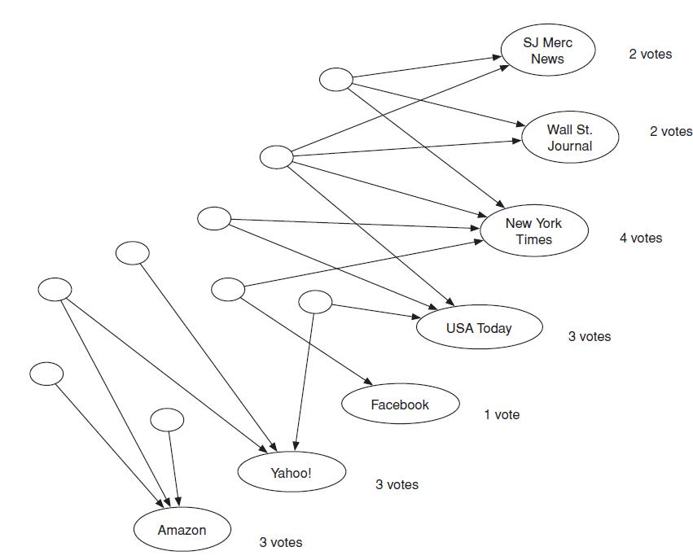 SJ Merc
News
2 votes
Wall St.
Journal
2 votes
New York
Times
4 votes
USA Today
3 votes
Facebook
1 vote
Yahoo!
3 votes
Amazon
3 votes